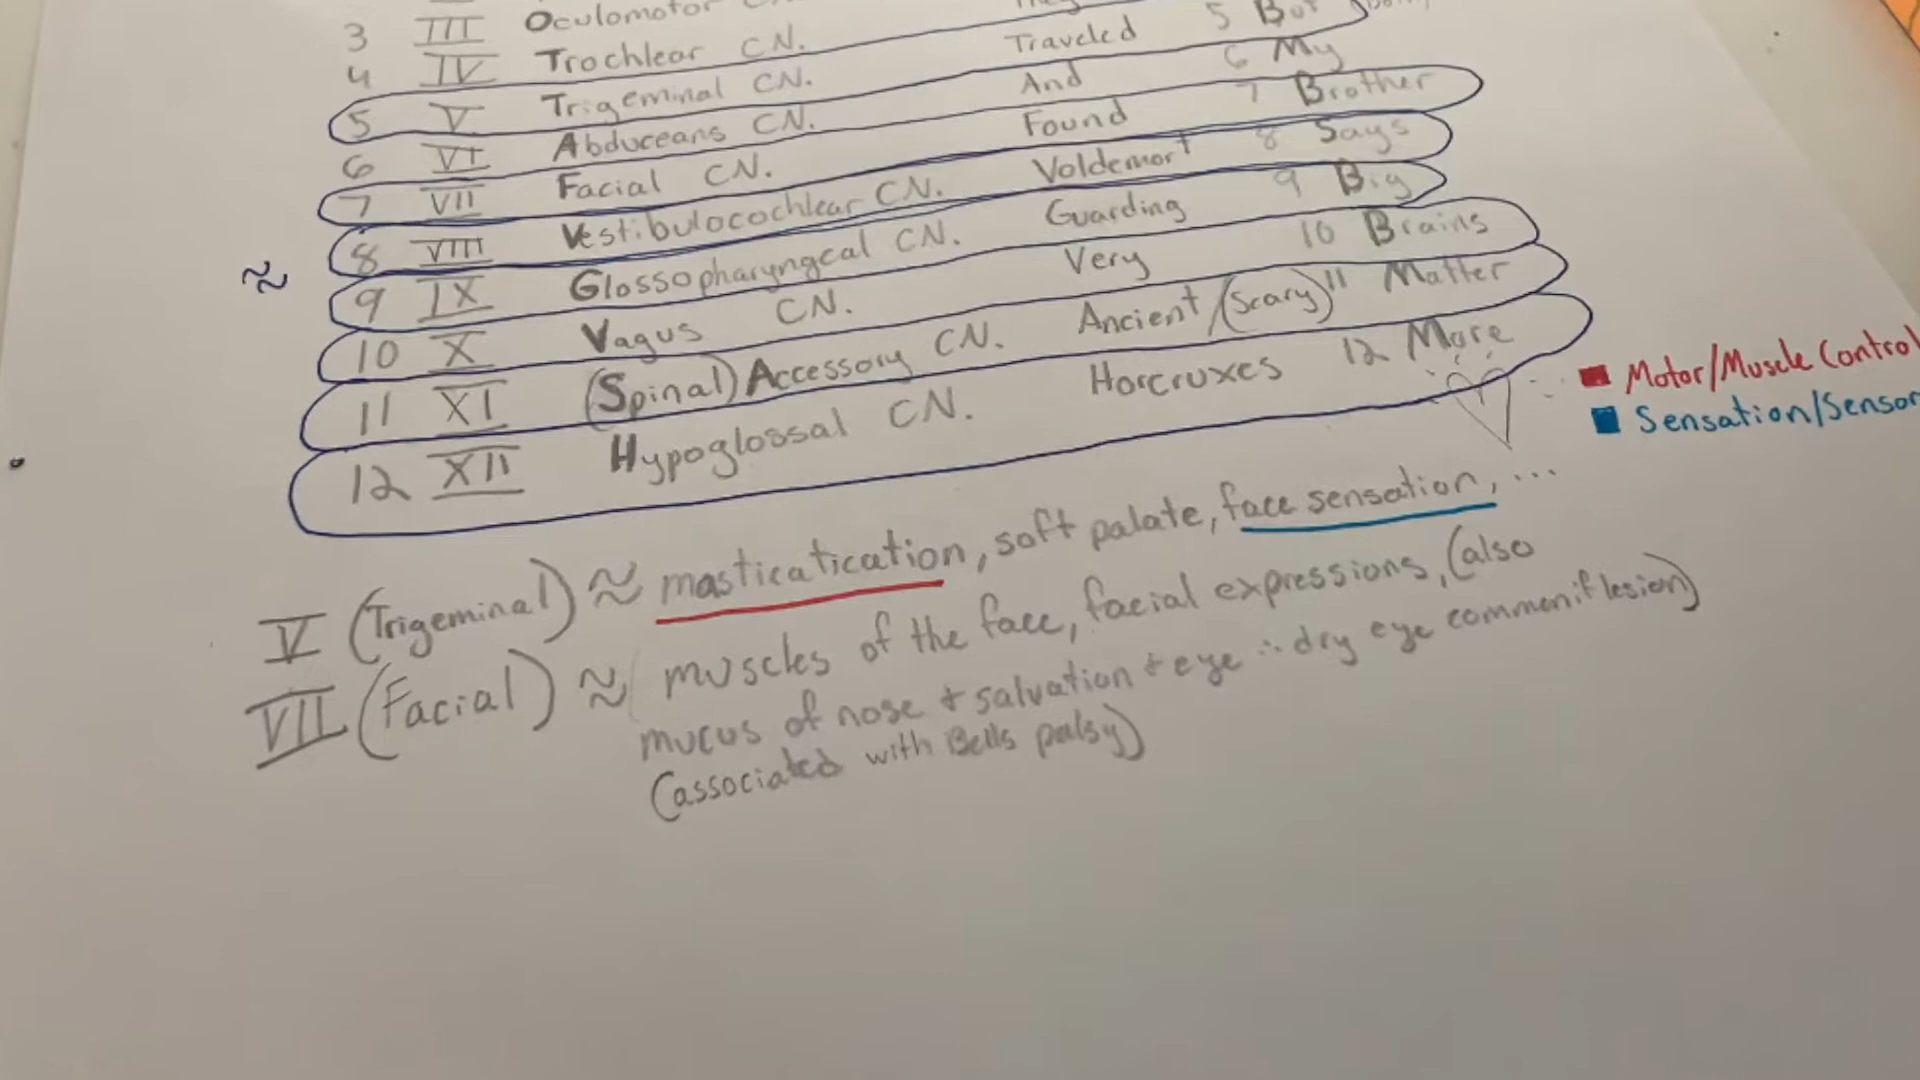 3 III Oculomotor
4 IV Trochlear CN. Traveled 5 But
5 V Trigeminal CN. And 6 My
6 VI Abduceans CN. Found 7 Brother
7 VII Facial CN. Voldemort 8 Says
8 VIII Vestibulocochlear CN. Guarding 9 Big
9 IX Glossopharyngeal CN. Very 10 Brains
10 X Vagus CN. Ancient/(Scary) 11 Matter
11 XI (Spinal) Accessory CN. Horcruxes 12 More
12 XII Hypoglossal CN.
≈
Motor/Muscle Control
Sensation/Sensor
V (Trigeminal) ≈ masticatication, soft palate, face sensation, ...
VII (Facial) ≈ muscles of the face, facial expressions, (also
mucus of nose + salvation + eye ∴ dry eye common if lesion)
(associated with Bells palsy)